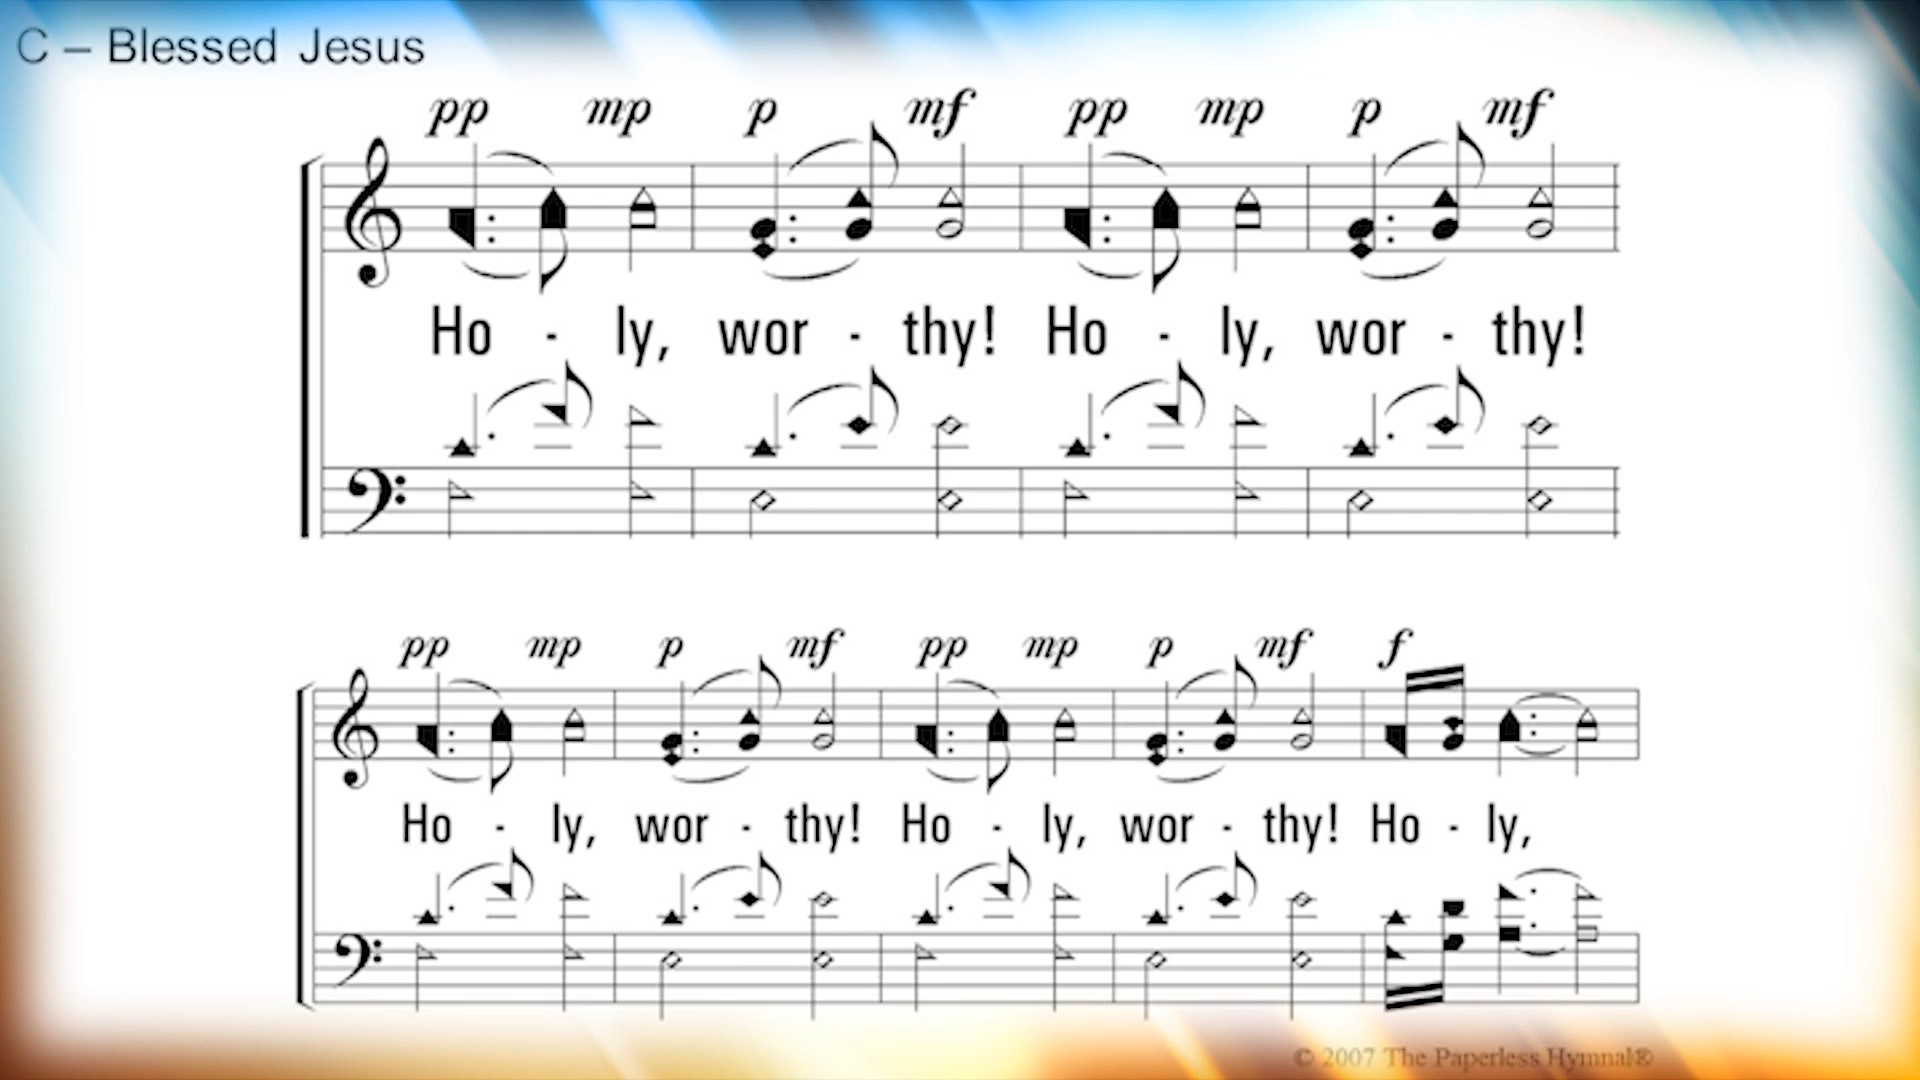 C – Blessed Jesus
pp mp p mf pp mp p mf
Ho - ly, wor - thy! Ho - ly, wor - thy!
pp mp p mf pp mp p mf f
Ho - ly, wor - thy! Ho - ly, wor - thy! Ho - ly,
© 2007 The Paperless Hymnal®